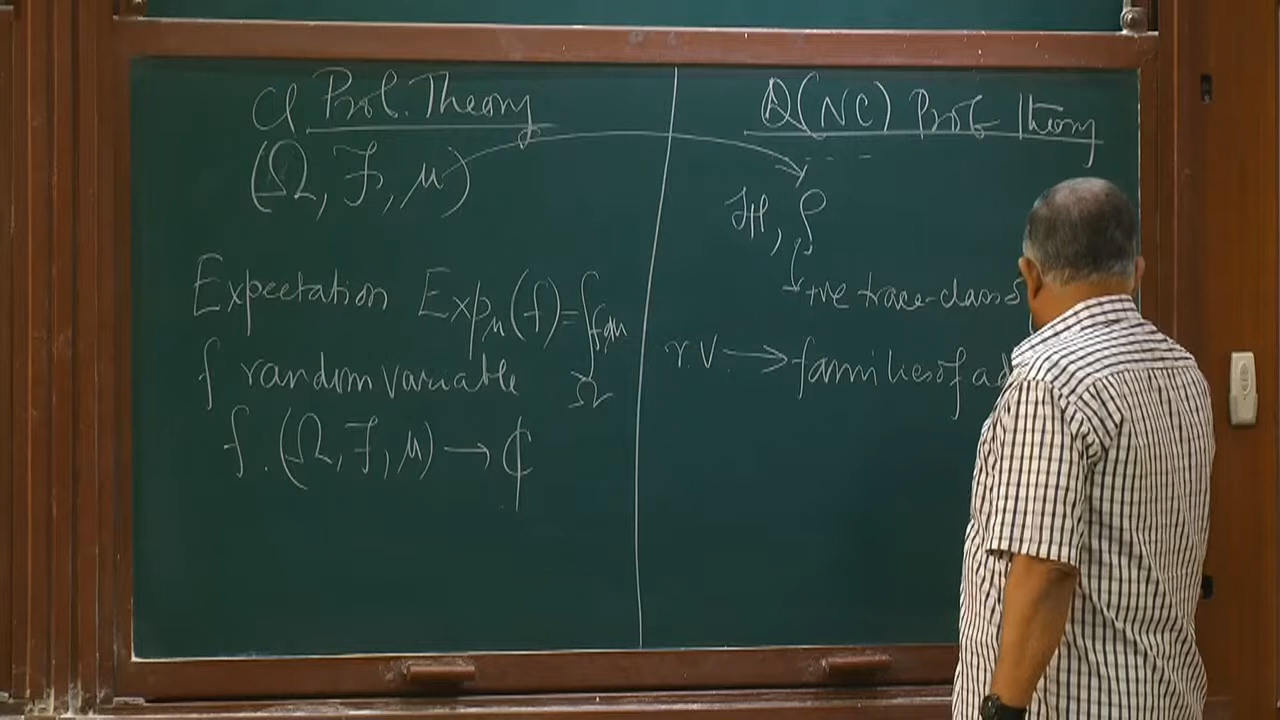 Cl Prob. Theory
(Ω, ℱ, μ)
Expectation Exp_μ(f) = ∫_Ω f dμ
f random variable
f : (Ω, ℱ, μ) → ₵
Q(NC) Prob Theory
ℋ, ρ
↳ +ve trace-class
r.V. → families of ad